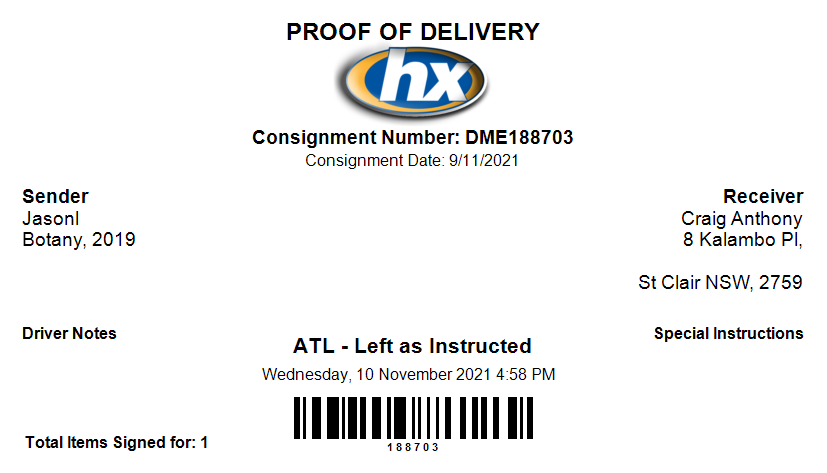 PROOF OF DELIVERY
hx
Consignment Number: DME188703
Consignment Date: 9/11/2021
Sender
JasonI
Botany, 2019
Receiver
Craig Anthony
8 Kalambo Pl,
St Clair NSW, 2759
Driver Notes
ATL - Left as Instructed
Wednesday, 10 November 2021 4:58 PM
Special Instructions
188703
Total Items Signed for: 1